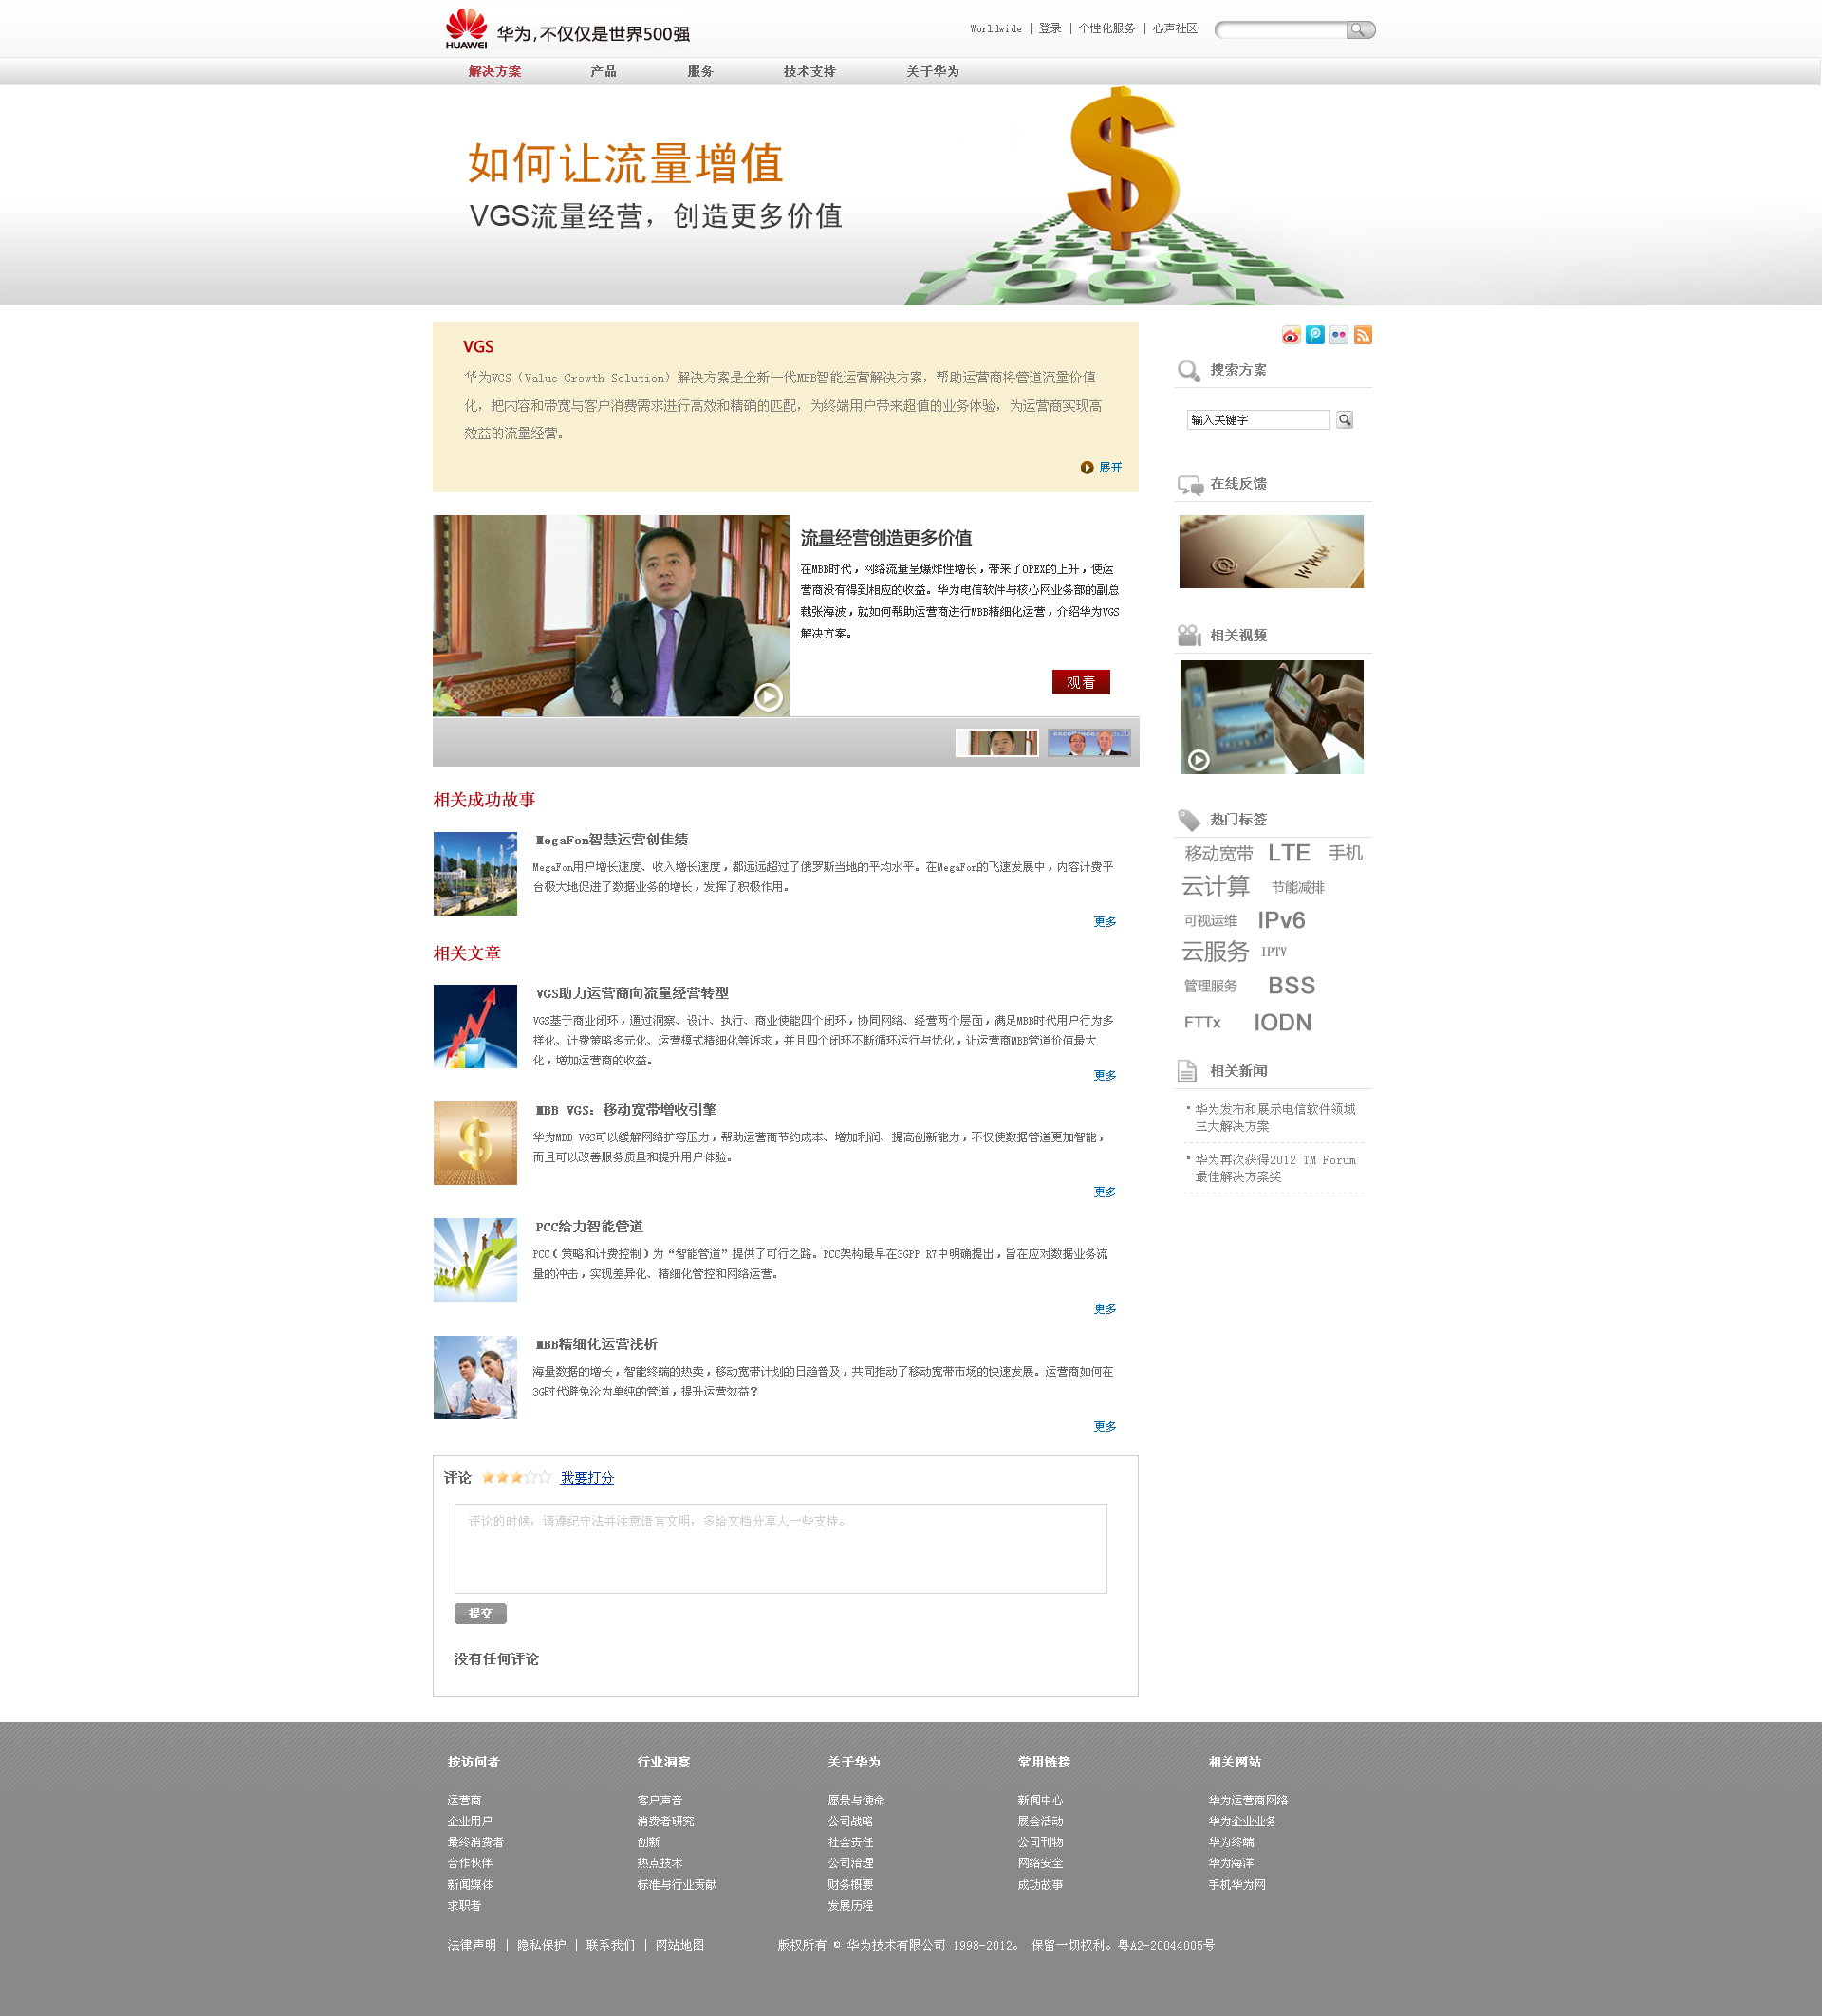 HUAWEI
华为,不仅仅是世界500强
Worldwide | 登录 | 个性化服务 | 心声社区
解决方案 产品 服务 技术支持 关于华为
如何让流量增值
VGS流量经营，创造更多价值
VGS
华为VGS（Value Growth Solution）解决方案是全新一代MBB智能运营解决方案，帮助运营商将管道流量价值
化，把内容和带宽与客户消费需求进行高效和精确的匹配，为终端用户带来超值的业务体验，为运营商实现高
效益的流量经营。
展开
流量经营创造更多价值
在MBB时代，网络流量呈爆炸性增长，带来了OPEX的上升，使运
营商没有得到相应的收益。华为电信软件与核心网业务部的副总
裁张海波，就如何帮助运营商进行MBB精细化运营，介绍华为VGS
解决方案。
观看
相关成功故事
MegaFon智慧运营创佳绩
MegaFon用户增长速度、收入增长速度，都远远超过了俄罗斯当地的平均水平。在MegaFon的飞速发展中，内容计费平
台极大地促进了数据业务的增长，发挥了积极作用。
更多
相关文章
VGS助力运营商向流量经营转型
VGS基于商业闭环，通过洞察、设计、执行、商业使能四个闭环，协同网络、经营两个层面，满足MBB时代用户行为多
样化、计费策略多元化、运营模式精细化等诉求，并且四个闭环不断循环运行与优化，让运营商MBB管道价值最大
化，增加运营商的收益。
更多
MBB VGS：移动宽带增收引擎
华为MBB VGS可以缓解网络扩容压力，帮助运营商节约成本、增加利润、提高创新能力，不仅使数据管道更加智能，
而且可以改善服务质量和提升用户体验。
更多
PCC给力智能管道
PCC（策略和计费控制）为“智能管道”提供了可行之路。PCC架构最早在3GPP R7中明确提出，旨在应对数据业务流
量的冲击，实现差异化、精细化管控和网络运营。
更多
MBB精细化运营浅析
海量数据的增长，智能终端的热卖，移动宽带计划的日趋普及，共同推动了移动宽带市场的快速发展。运营商如何在
3G时代避免沦为单纯的管道，提升运营效益？
更多
评论 我要打分
评论的时候，请遵纪守法并注意语言文明，多给文档分享人一些支持。
提交
没有任何评论
搜索方案
输入关键字
在线反馈
@ www
相关视频
热门标签
移动宽带 LTE 手机
云计算 节能减排
可视运维 IPv6
云服务 IPTV
管理服务 BSS
FTTx IODN
相关新闻
华为发布和展示电信软件领域
三大解决方案
华为再次获得2012 TM Forum
最佳解决方案奖
按访问者 行业洞察 关于华为 常用链接 相关网站
运营商 客户声音 愿景与使命 新闻中心 华为运营商网络
企业用户 消费者研究 公司战略 展会活动 华为企业业务
最终消费者 创新 社会责任 公司刊物 华为终端
合作伙伴 热点技术 公司治理 网络安全 华为海洋
新闻媒体 标准与行业贡献 财务概要 成功故事 手机华为网
求职者 发展历程
法律声明 | 隐私保护 | 联系我们 | 网站地图 版权所有 © 华为技术有限公司 1998-2012。 保留一切权利。粤A2-20044005号